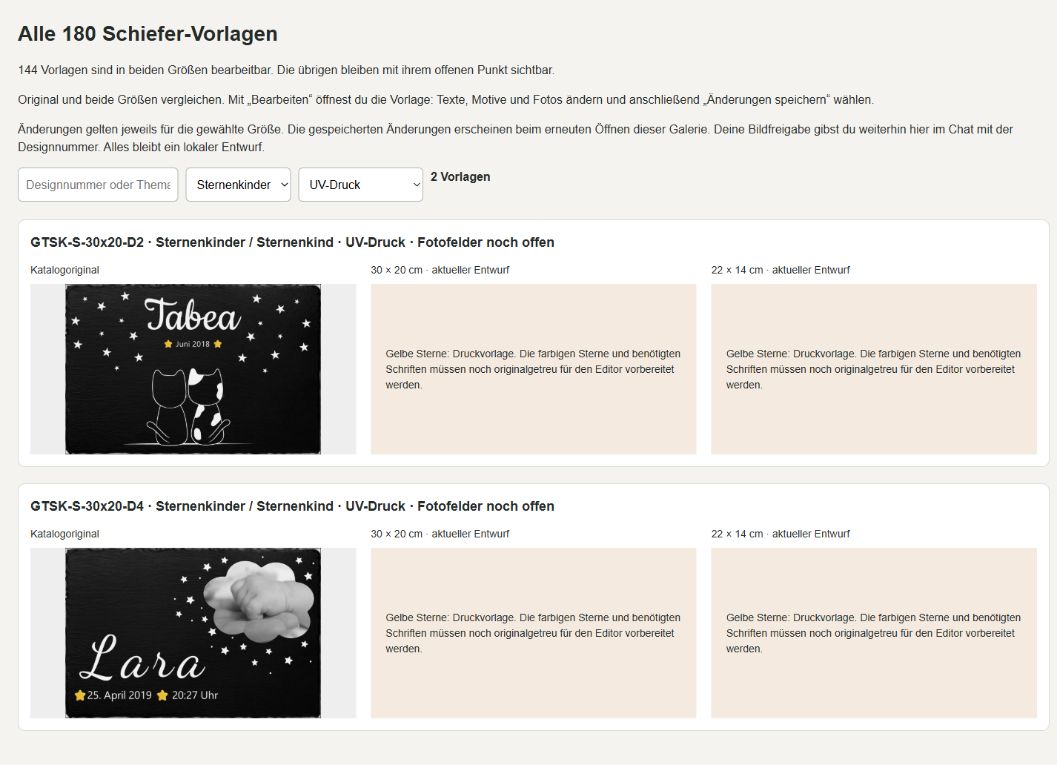 Alle 180 Schiefer-Vorlagen
144 Vorlagen sind in beiden Größen bearbeitbar. Die übrigen bleiben mit ihrem offenen Punkt sichtbar.
Original und beide Größen vergleichen. Mit „Bearbeiten“ öffnest du die Vorlage: Texte, Motive und Fotos ändern und anschließend „Änderungen speichern“ wählen.
Änderungen gelten jeweils für die gewählte Größe. Die gespeicherten Änderungen erscheinen beim erneuten Öffnen dieser Galerie. Deine Bildfreigabe gibst du weiterhin hier im Chat mit der
Designnummer. Alles bleibt ein lokaler Entwurf.
Designnummer oder Thema Sternenkinder UV-Druck 2 Vorlagen
GTSK-S-30x20-D2 · Sternenkinder / Sternenkind · UV-Druck · Fotofelder noch offen
Katalogoriginal 30 × 20 cm · aktueller Entwurf 22 × 14 cm · aktueller Entwurf
Tabea
Juni 2018
Gelbe Sterne: Druckvorlage. Die farbigen Sterne und benötigten
Schriften müssen noch originalgetreu für den Editor vorbereitet
werden.
Gelbe Sterne: Druckvorlage. Die farbigen Sterne und benötigten
Schriften müssen noch originalgetreu für den Editor vorbereitet
werden.
GTSK-S-30x20-D4 · Sternenkinder / Sternenkind · UV-Druck · Fotofelder noch offen
Katalogoriginal 30 × 20 cm · aktueller Entwurf 22 × 14 cm · aktueller Entwurf
Lara
25. April 2019 20:27 Uhr
Gelbe Sterne: Druckvorlage. Die farbigen Sterne und benötigten
Schriften müssen noch originalgetreu für den Editor vorbereitet
werden.
Gelbe Sterne: Druckvorlage. Die farbigen Sterne und benötigten
Schriften müssen noch originalgetreu für den Editor vorbereitet
werden.